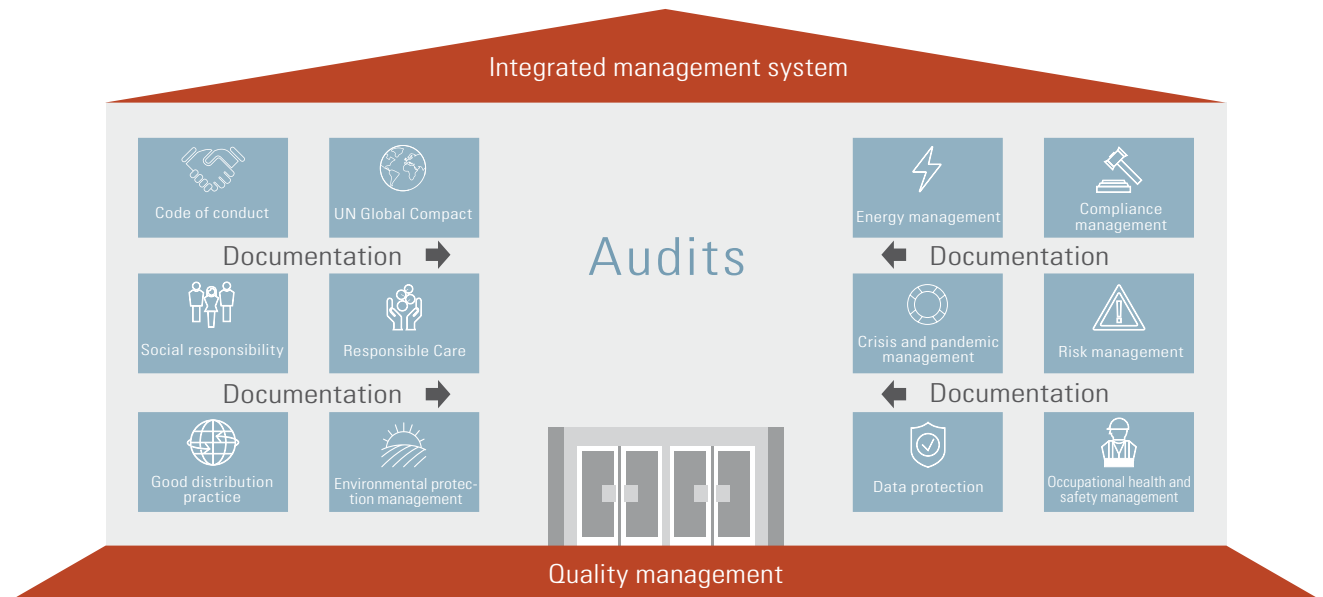 Integrated management system
Code of conduct
UN Global Compact
Energy management
Compliance
management
Documentation
Audits
Documentation
Social responsibility
Responsible Care
Crisis and pandemic
management
Risk management
Documentation
Documentation
Good distribution
practice
Environmental protec-
tion management
Data protection
Occupational health and
safety management
Quality management